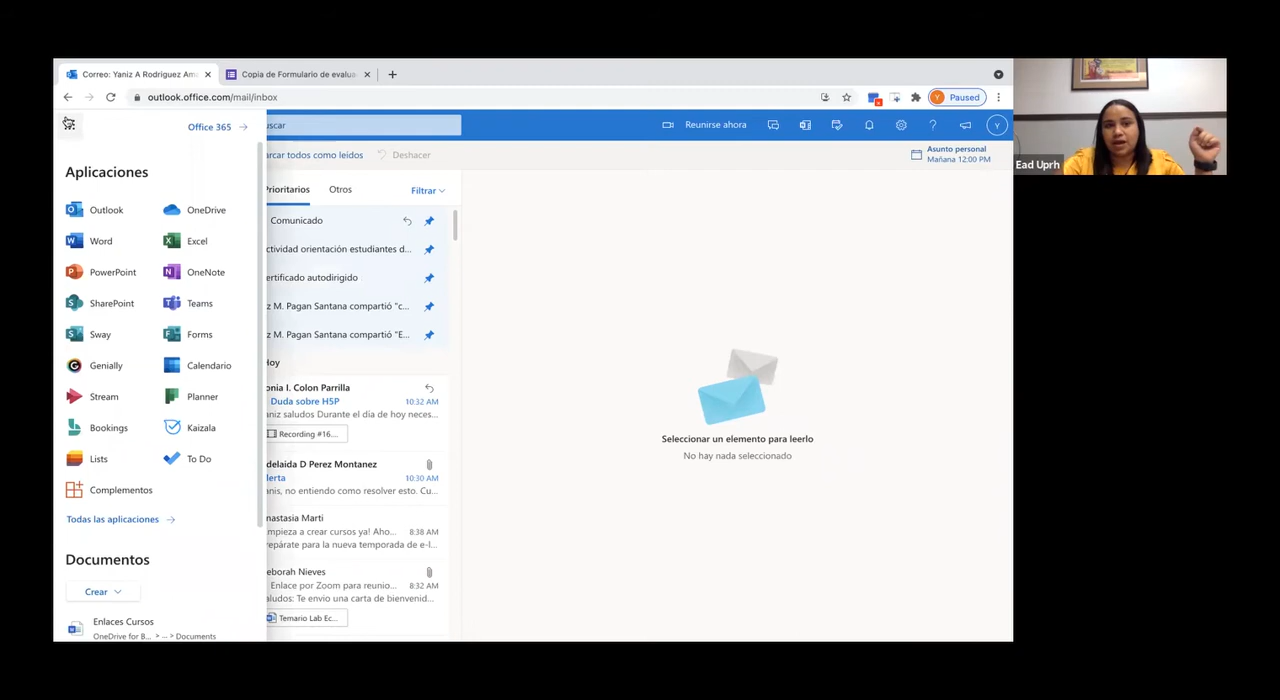 Correo: Yaniz A Rodriguez Ama
Copia de Formulario de evalua
outlook.office.com/mail/inbox
Y
Paused
Office 365
uscar
Reunirse ahora
Y
Aplicaciones
arcar todos como leídos
Deshacer
Asunto personal
Mañana 12:00 PM
Prioritarios
Otros
Filtrar
Outlook
OneDrive
Word
Excel
PowerPoint
OneNote
SharePoint
Teams
Sway
Forms
Genially
Calendario
Stream
Planner
Bookings
Kaizala
Lists
To Do
Complementos
Todas las aplicaciones
Documentos
Crear
Enlaces Cursos
OneDrive for B... > ... > Documents
Comunicado
ctividad orientación estudiantes d...
ertificado autodirigido
z M. Pagan Santana compartió "c...
z M. Pagan Santana compartió "E...
Hoy
onia I. Colon Parrilla
Duda sobre H5P
10:32 AM
aniz saludos Durante el día de hoy neces...
Recording #16...
delaida D Perez Montanez
lerta
10:30 AM
anis, no entiendo como resolver esto. Cu...
nastasia Marti
mpieza a crear cursos ya! Aho...
8:38 AM
repárate para la nueva temporada de e-l...
eborah Nieves
Enlace por Zoom para reunio...
8:32 AM
aludos: Te envio una carta de bienvenid...
Temario Lab Ec...
Seleccionar un elemento para leerlo
No hay nada seleccionado
Ead Uprh